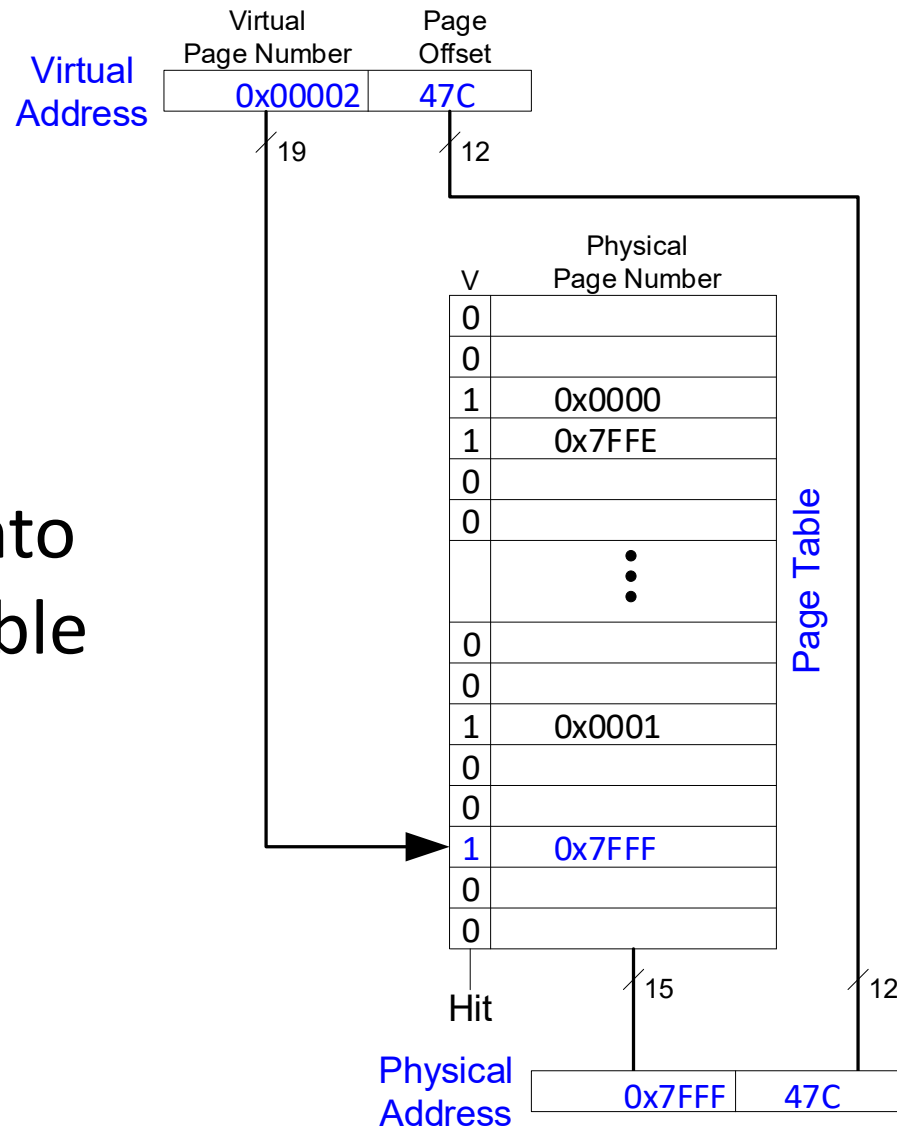 Virtual
Page Number
Page
Offset
Virtual
Address
0x00002 47C
19 12
Physical
Page Number
V
0
0
1 0x0000
1 0x7FFE
0
0
0
0
1 0x0001
0
0
1 0x7FFF
0
0
Page Table
nto
ble
Hit
15 12
Physical
Address
0x7FFF 47C